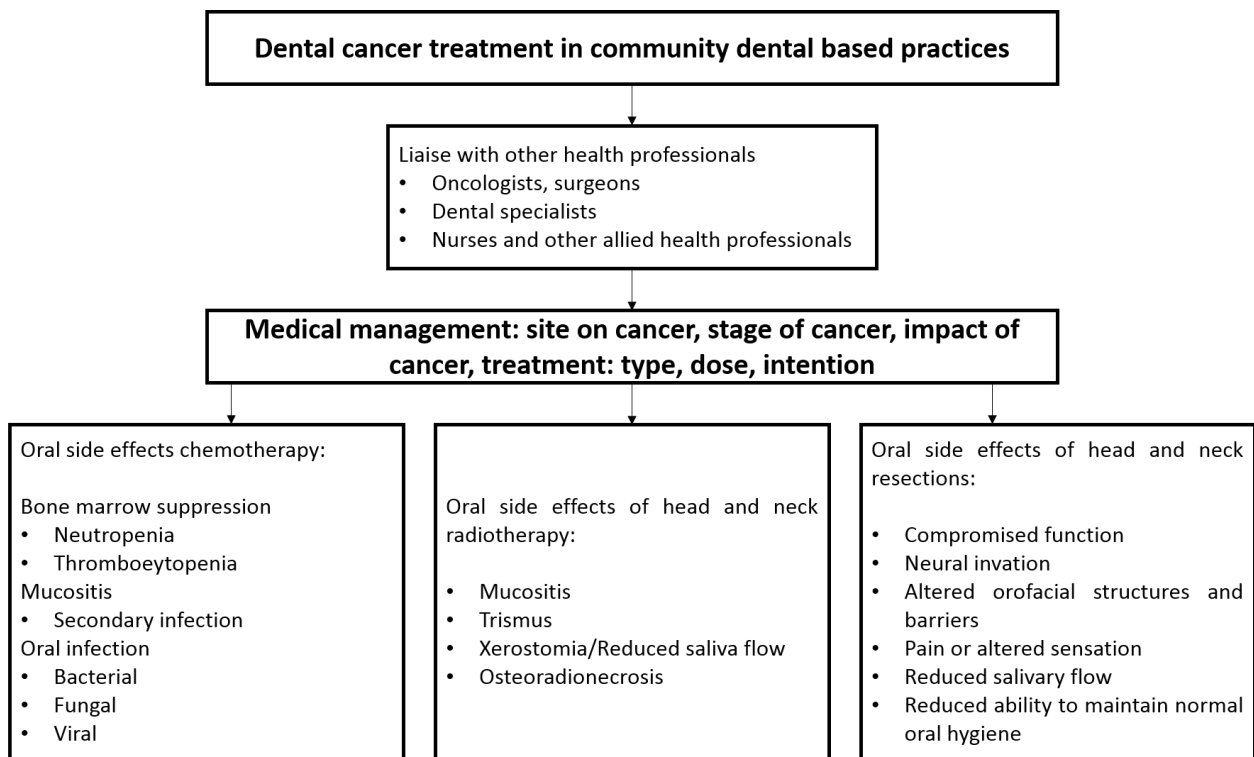 Dental cancer treatment in community dental based practices
Liaise with other health professionals
• Oncologists, surgeons
• Dental specialists
• Nurses and other allied health professionals
Medical management: site on cancer, stage of cancer, impact of
cancer, treatment: type, dose, intention
Oral side effects chemotherapy:
Bone marrow suppression
• Neutropenia
• Thromboeytopenia
Mucositis
• Secondary infection
Oral infection
• Bacterial
• Fungal
• Viral
Oral side effects of head and neck
radiotherapy:
• Mucositis
• Trismus
• Xerostomia/Reduced saliva flow
• Osteoradionecrosis
Oral side effects of head and neck
resections:
• Compromised function
• Neural invation
• Altered orofacial structures and
barriers
• Pain or altered sensation
• Reduced salivary flow
• Reduced ability to maintain normal
oral hygiene